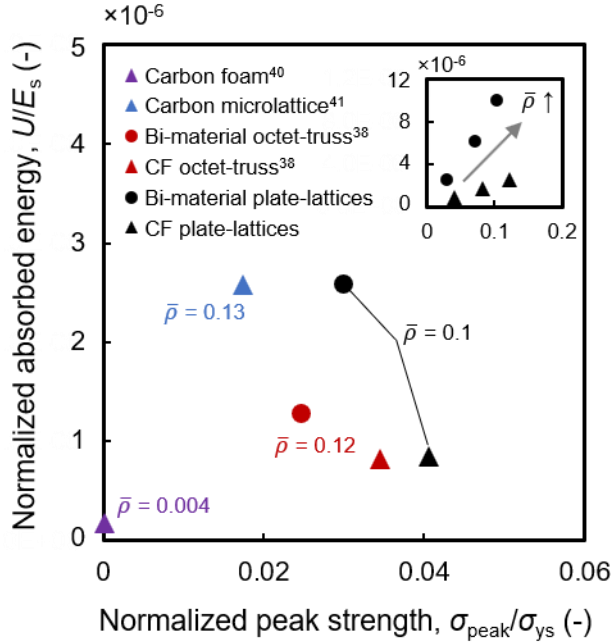 ×10⁻⁶
Normalized absorbed energy, U/Eₛ (-)
5
4
3
2
1
0
Carbon foam⁴⁰
Carbon microlattice⁴¹
Bi-material octet-truss³⁸
CF octet-truss³⁸
Bi-material plate-lattices
CF plate-lattices
×10⁻⁶
12
8
4
0
ρ̄ ↑
0 0.1 0.2
ρ̄ = 0.13
ρ̄ = 0.1
ρ̄ = 0.12
ρ̄ = 0.004
0 0.02 0.04 0.06
Normalized peak strength, σpeak/σys (-)